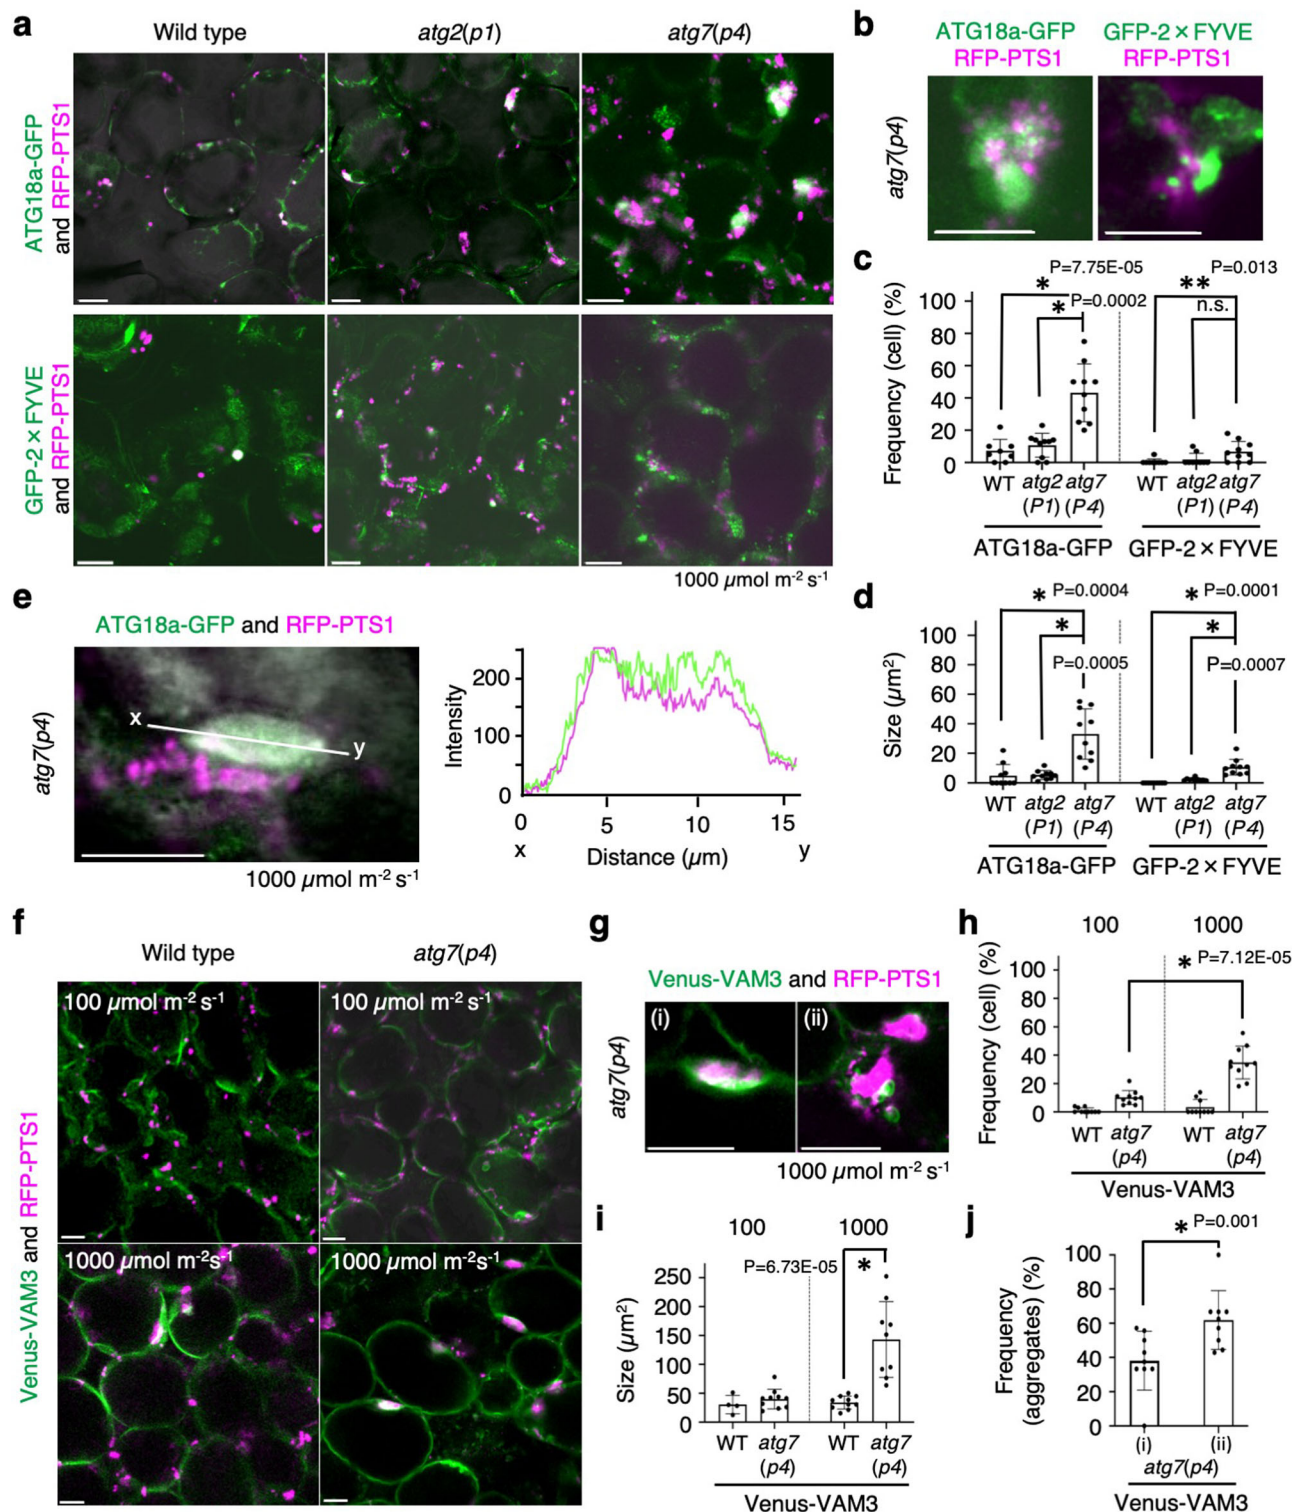 a
Wild type
atg2(p1)
atg7(p4)
ATG18a-GFP
and RFP-PTS1
GFP-2×FYVE
and RFP-PTS1
1000 µmol m-2 s-1
b
ATG18a-GFP
RFP-PTS1
GFP-2×FYVE
RFP-PTS1
atg7(p4)
c
P=7.75E-05
P=0.013
*
**
P=0.0002
n.s.
*
Frequency (cell) (%)
100
80
60
40
20
0
WT
atg2
(P1)
atg7
(P4)
WT
atg2
(P1)
atg7
(P4)
ATG18a-GFP
GFP-2×FYVE
d
* P=0.0004
* P=0.0001
*
*
P=0.0005
P=0.0007
Size (µm²)
100
80
60
40
20
0
WT
atg2
(P1)
atg7
(P4)
WT
atg2
(P1)
atg7
(P4)
ATG18a-GFP
GFP-2×FYVE
e
ATG18a-GFP and RFP-PTS1
atg7(p4)
x
y
1000 µmol m-2 s-1
Intensity
200
100
0
0
5
10
15
x
Distance (µm)
y
f
Wild type
atg7(p4)
100 µmol m-2 s-1
100 µmol m-2 s-1
1000 µmol m-2s-1
1000 µmol m-2s-1
Venus-VAM3 and RFP-PTS1
g
Venus-VAM3 and RFP-PTS1
(i)
(ii)
atg7(p4)
1000 µmol m-2 s-1
h
100
1000
* P=7.12E-05
Frequency (cell) (%)
100
80
60
40
20
0
WT
atg7
(p4)
WT
atg7
(p4)
Venus-VAM3
i
100
1000
P=6.73E-05
*
Size (µm²)
250
200
150
100
50
0
WT
atg7
(p4)
WT
atg7
(p4)
Venus-VAM3
j
* P=0.001
Frequency
(aggregates) (%)
100
80
60
40
20
0
(i)
(ii)
atg7(p4)
Venus-VAM3